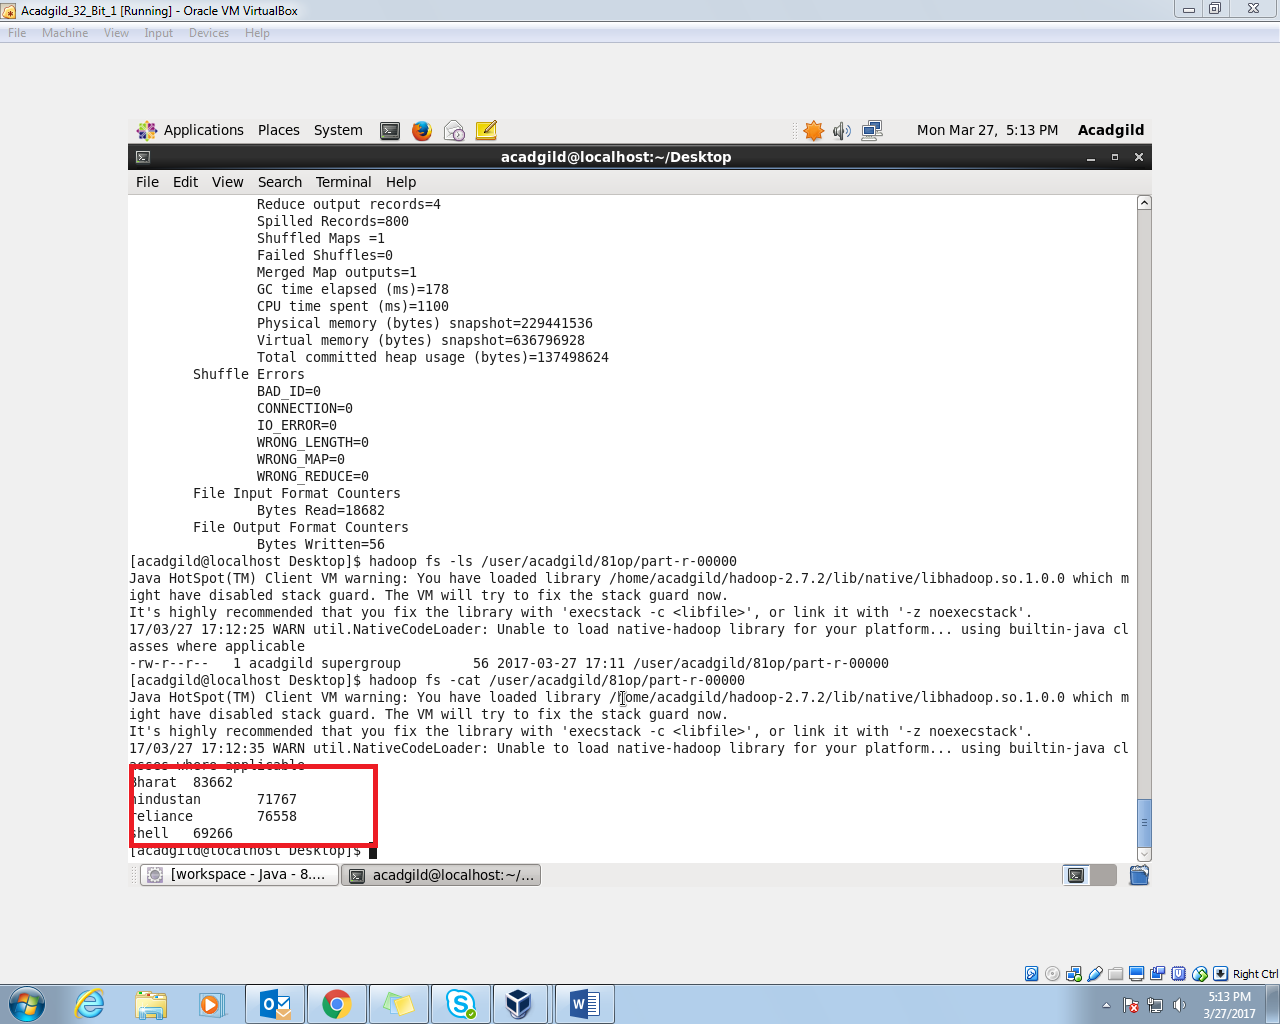 Acadgild_32_Bit_1 [Running] - Oracle VM VirtualBox
File Machine View Input Devices Help
Applications Places System Mon Mar 27, 5:13 PM Acadgild
acadgild@localhost:~/Desktop
File Edit View Search Terminal Help
Reduce output records=4
Spilled Records=800
Shuffled Maps =1
Failed Shuffles=0
Merged Map outputs=1
GC time elapsed (ms)=178
CPU time spent (ms)=1100
Physical memory (bytes) snapshot=229441536
Virtual memory (bytes) snapshot=636796928
Total committed heap usage (bytes)=137498624
Shuffle Errors
BAD_ID=0
CONNECTION=0
IO_ERROR=0
WRONG_LENGTH=0
WRONG_MAP=0
WRONG_REDUCE=0
File Input Format Counters
Bytes Read=18682
File Output Format Counters
Bytes Written=56
[acadgild@localhost Desktop]$ hadoop fs -ls /user/acadgild/81op/part-r-00000
Java HotSpot(TM) Client VM warning: You have loaded library /home/acadgild/hadoop-2.7.2/lib/native/libhadoop.so.1.0.0 which m
ight have disabled stack guard. The VM will try to fix the stack guard now.
It's highly recommended that you fix the library with 'execstack -c <libfile>', or link it with '-z noexecstack'.
17/03/27 17:12:25 WARN util.NativeCodeLoader: Unable to load native-hadoop library for your platform... using builtin-java cl
asses where applicable
-rw-r--r-- 1 acadgild supergroup 56 2017-03-27 17:11 /user/acadgild/81op/part-r-00000
[acadgild@localhost Desktop]$ hadoop fs -cat /user/acadgild/81op/part-r-00000
Java HotSpot(TM) Client VM warning: You have loaded library /home/acadgild/hadoop-2.7.2/lib/native/libhadoop.so.1.0.0 which m
ight have disabled stack guard. The VM will try to fix the stack guard now.
It's highly recommended that you fix the library with 'execstack -c <libfile>', or link it with '-z noexecstack'.
17/03/27 17:12:35 WARN util.NativeCodeLoader: Unable to load native-hadoop library for your platform... using builtin-java cl
asses where applicable
Bharat 83662
hindustan 71767
reliance 76558
shell 69266
[acadgild@localhost Desktop]$
[workspace - Java - 8.... acadgild@localhost:~/...
Right Ctrl
5:13 PM
3/27/2017